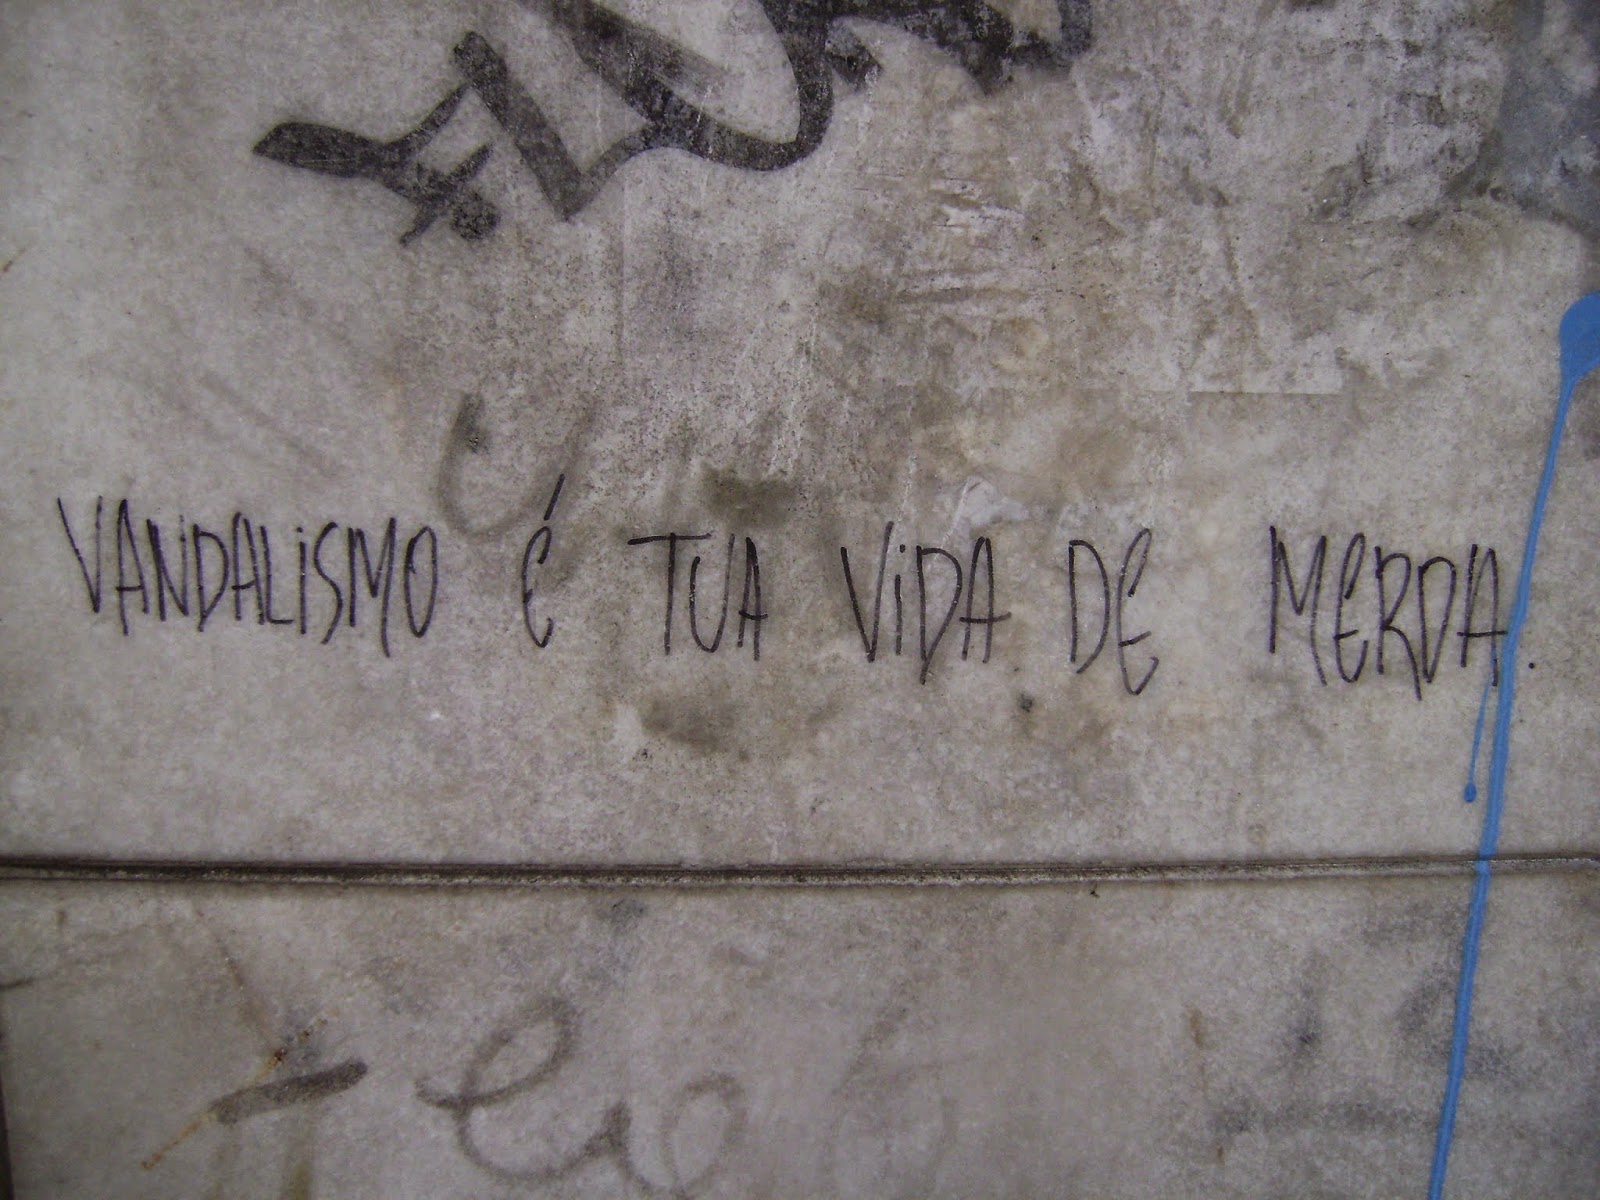 VANDALiSMO É TUA ViDA DE MERDA.